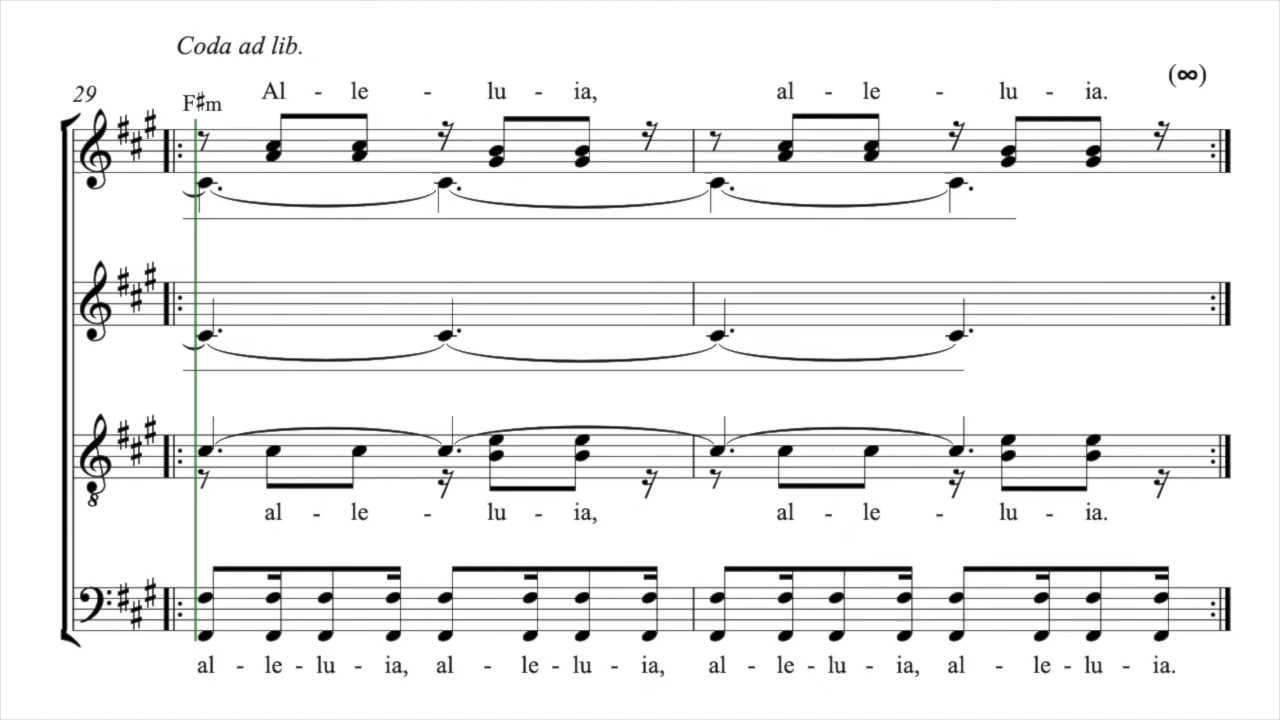 Coda ad lib.
(∞)
29
F#m
Al - le - lu - ia, al - le - lu - ia.
8
al - le - lu - ia, al - le - lu - ia.
al - le - lu - ia, al - le - lu - ia, al - le - lu - ia, al - le - lu - ia.